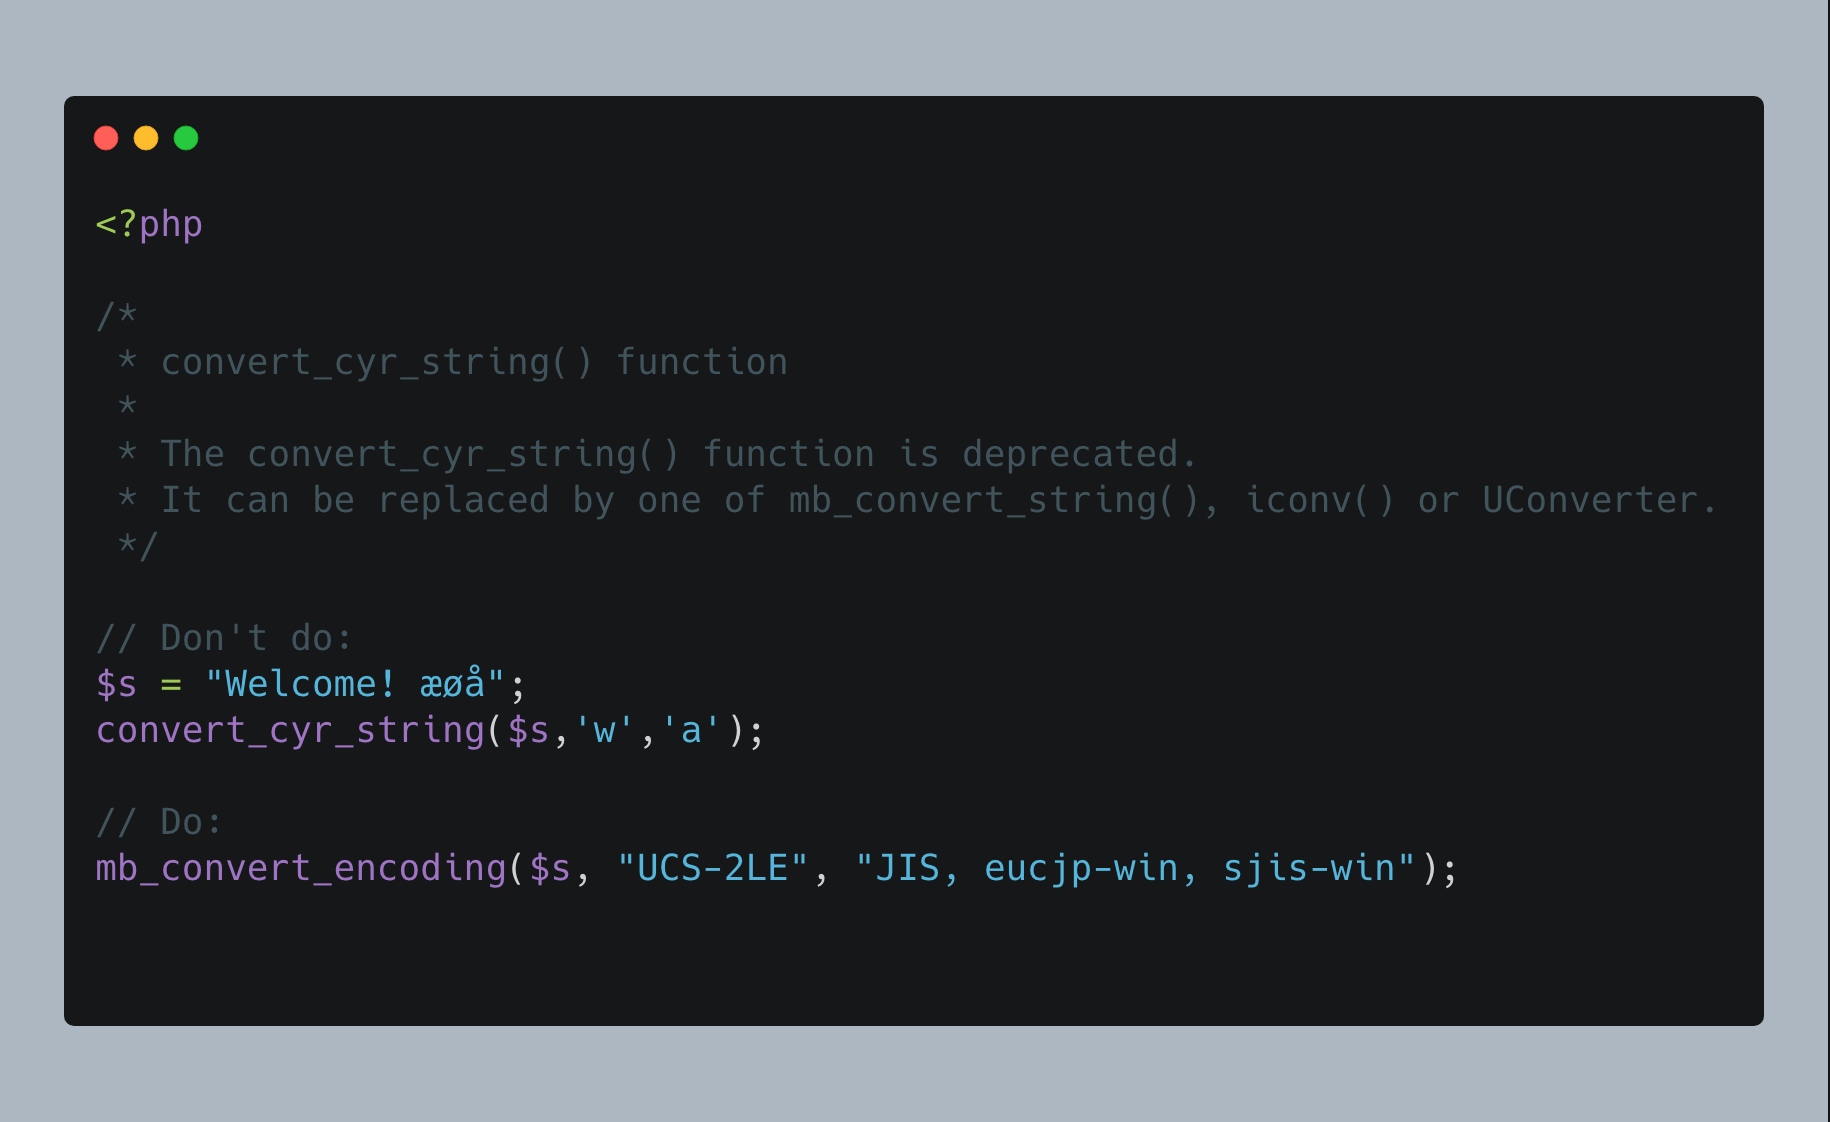 <?php
/*
 * convert_cyr_string() function
 *
 * The convert_cyr_string() function is deprecated.
 * It can be replaced by one of mb_convert_string(), iconv() or UConverter.
 */
// Don't do:
$s = "Welcome! æøå";
convert_cyr_string($s,'w','a');
// Do:
mb_convert_encoding($s, "UCS-2LE", "JIS, eucjp-win, sjis-win");